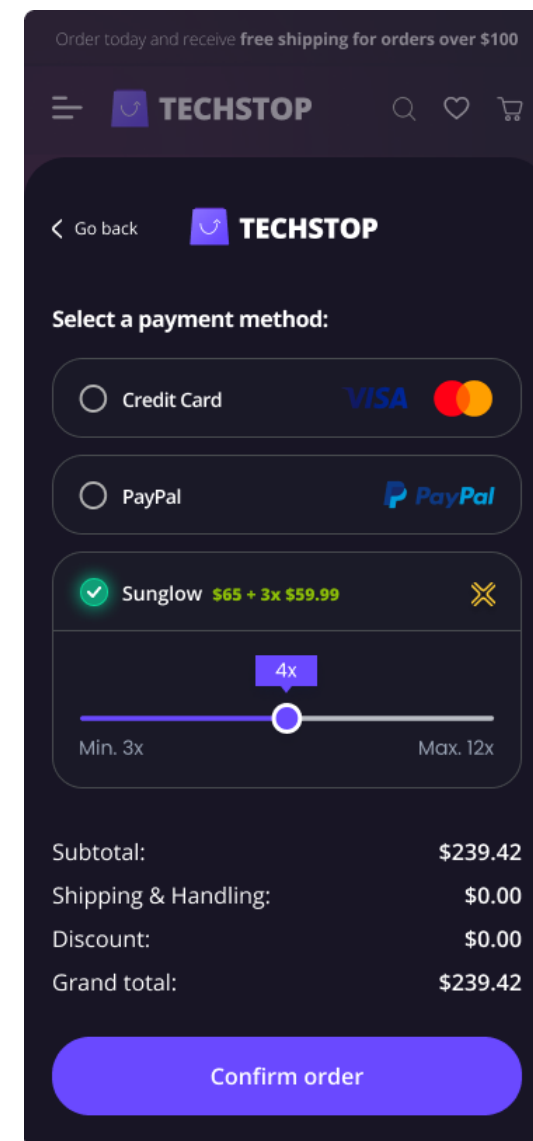 Order today and receive free shipping for orders over $100
TECHSTOP
Go back
TECHSTOP
Select a payment method:
Credit Card VISA
PayPal PayPal
Sunglow $65 + 3x $59.99
4x
Min. 3x Max. 12x
Subtotal: $239.42
Shipping & Handling: $0.00
Discount: $0.00
Grand total: $239.42
Confirm order